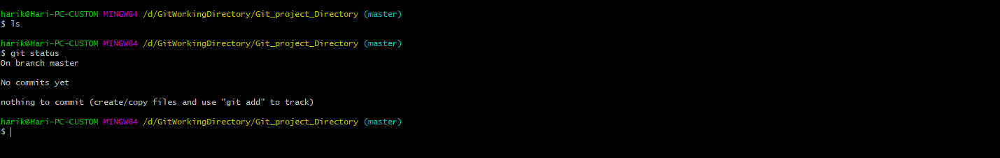 harik@Hari-PC-CUSTOM MINGW64 /d/GitWorkingDirectory/Git_project_Directory (master)
$ ls
harik@Hari-PC-CUSTOM MINGW64 /d/GitWorkingDirectory/Git_project_Directory (master)
$ git status
On branch master
No commits yet
nothing to commit (create/copy files and use "git add" to track)
harik@Hari-PC-CUSTOM MINGW64 /d/GitWorkingDirectory/Git_project_Directory (master)
$